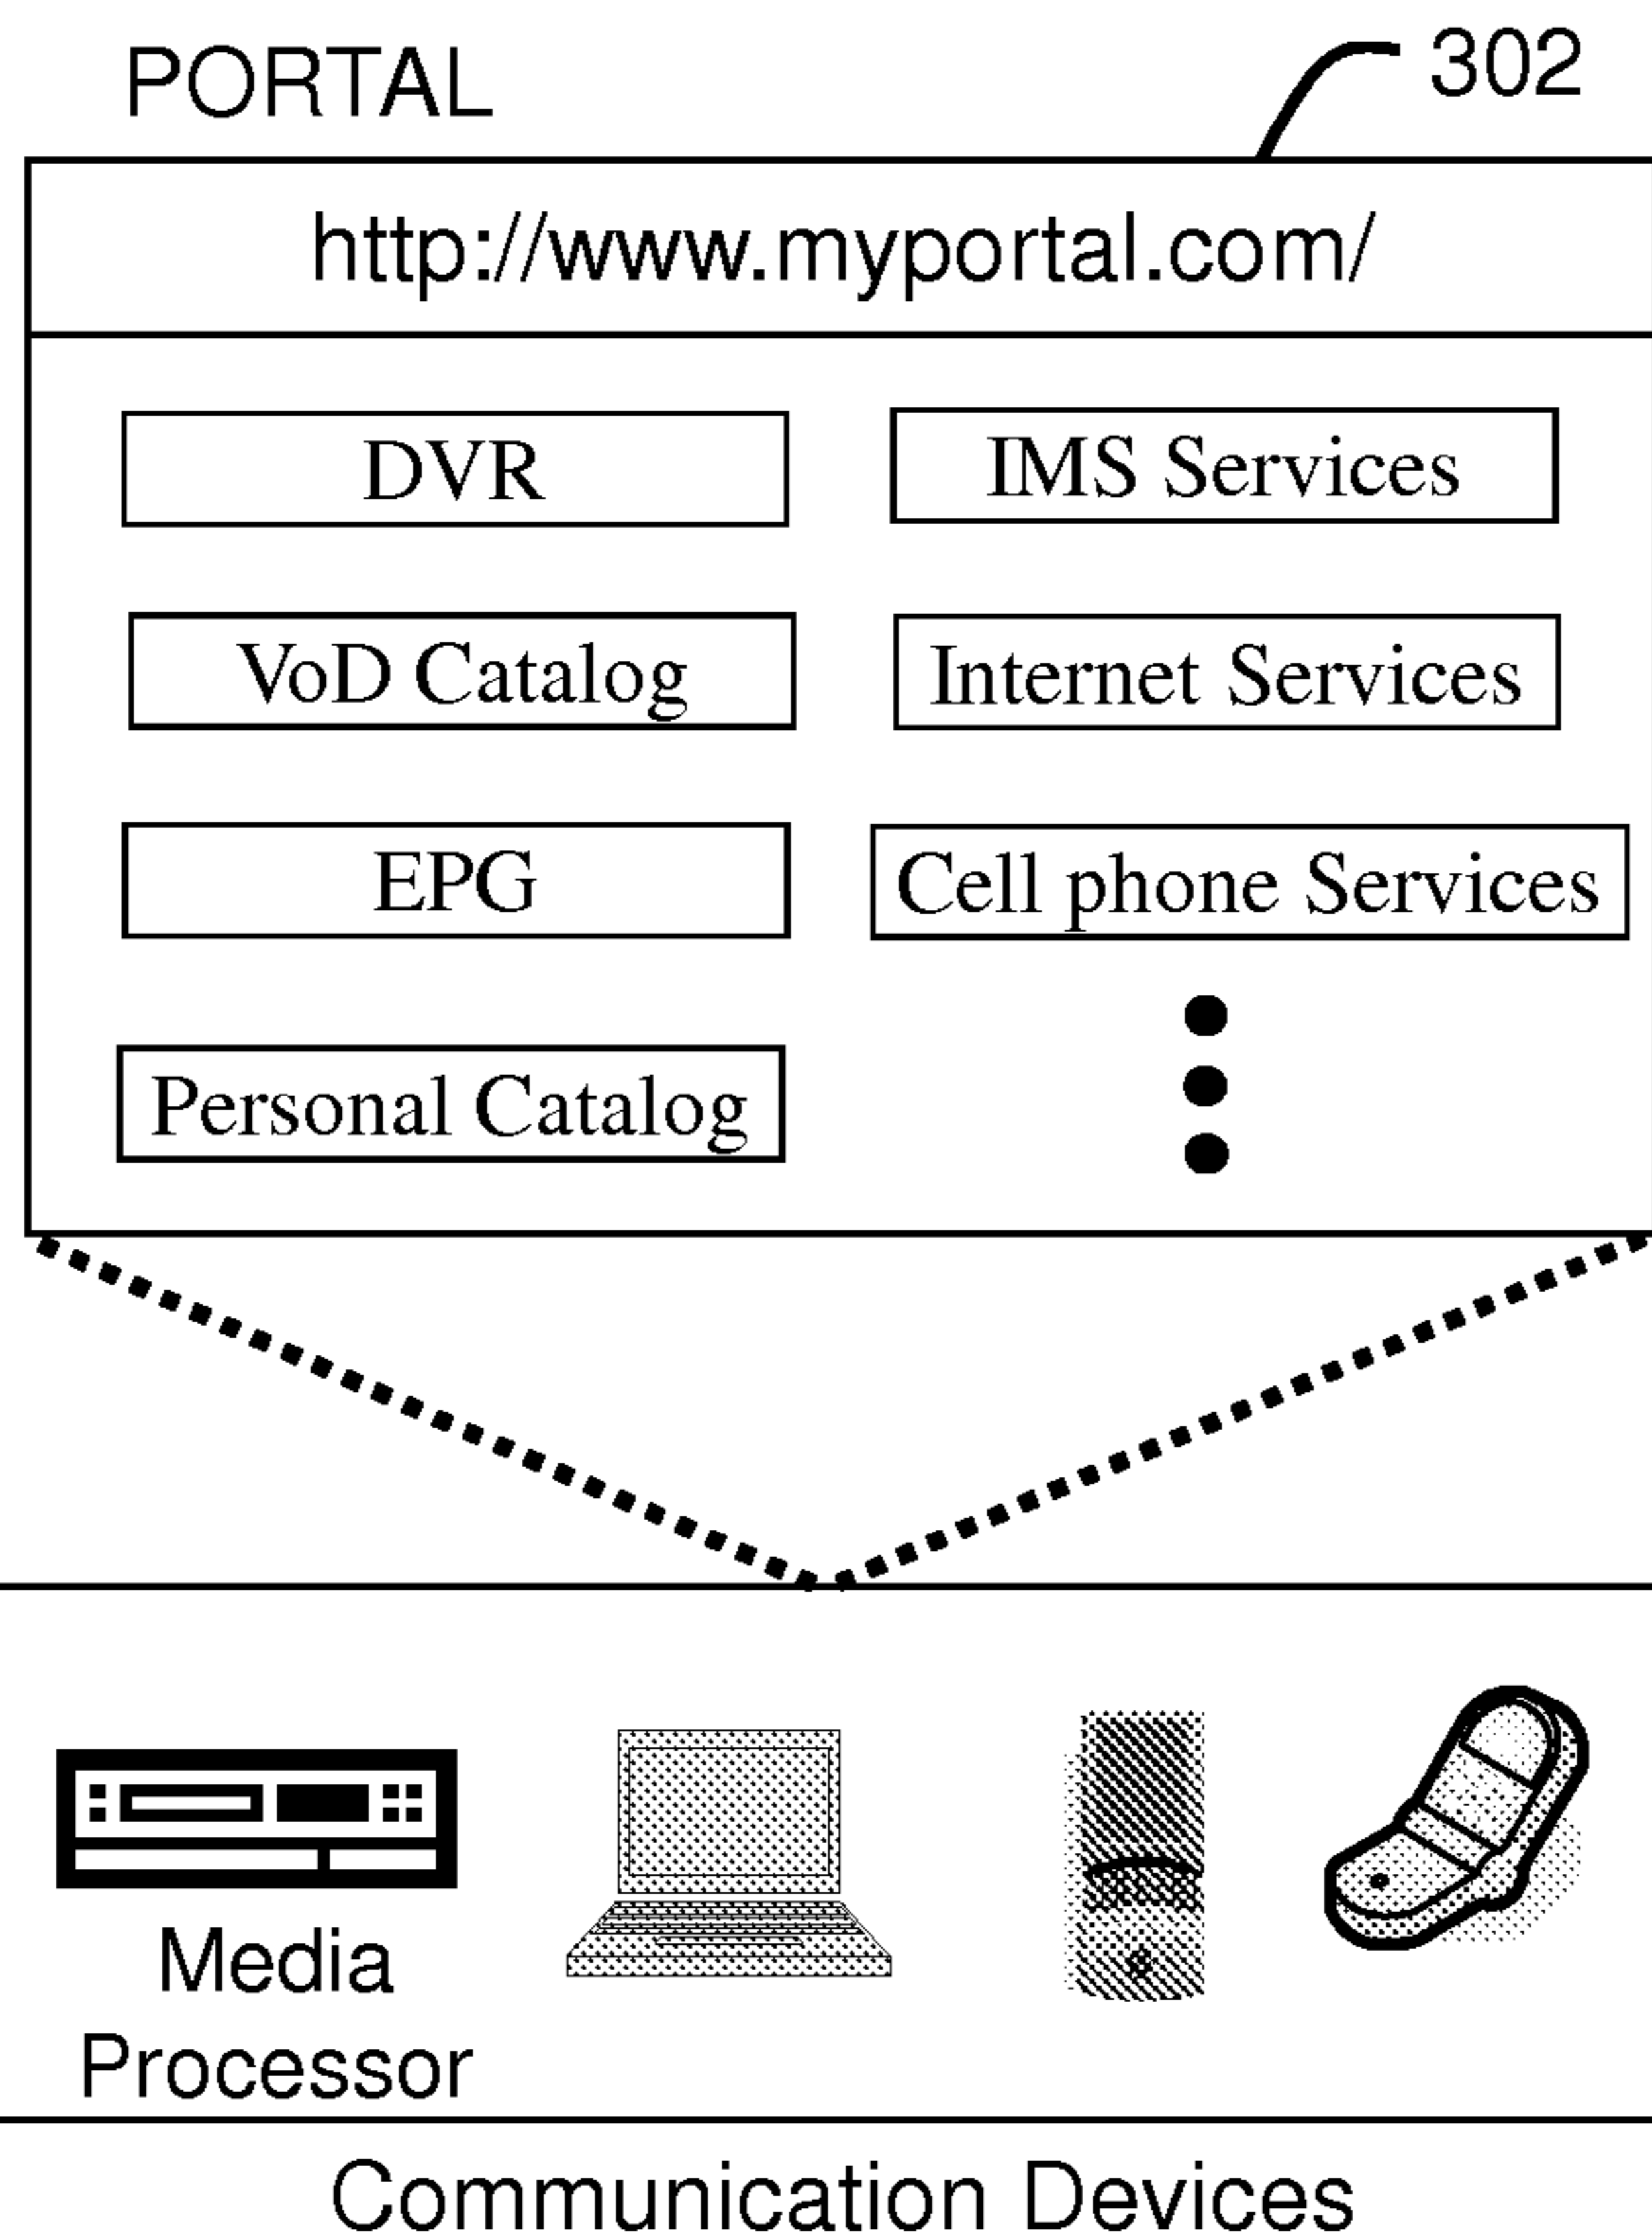 PORTAL
302
http://www.myportal.com/
DVR
IMS Services
VoD Catalog
Internet Services
EPG
Cell phone Services
Personal Catalog
Media
Processor
Communication Devices